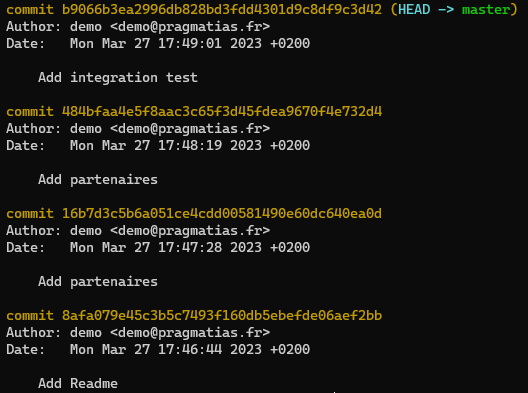 commit b9066b3ea2996db828bd3fdd4301d9c8df9c3d42 (HEAD -> master)
Author: demo <demo@pragmatias.fr>
Date:   Mon Mar 27 17:49:01 2023 +0200
    Add integration test
commit 484bfaa4e5f8aac3c65f3d45fdea9670f4e732d4
Author: demo <demo@pragmatias.fr>
Date:   Mon Mar 27 17:48:19 2023 +0200
    Add partenaires
commit 16b7d3c5b6a051ce4cdd00581490e60dc640ea0d
Author: demo <demo@pragmatias.fr>
Date:   Mon Mar 27 17:47:28 2023 +0200
    Add partenaires
commit 8afa079e45c3b5c7493f160db5ebefde06aef2bb
Author: demo <demo@pragmatias.fr>
Date:   Mon Mar 27 17:46:44 2023 +0200
    Add Readme